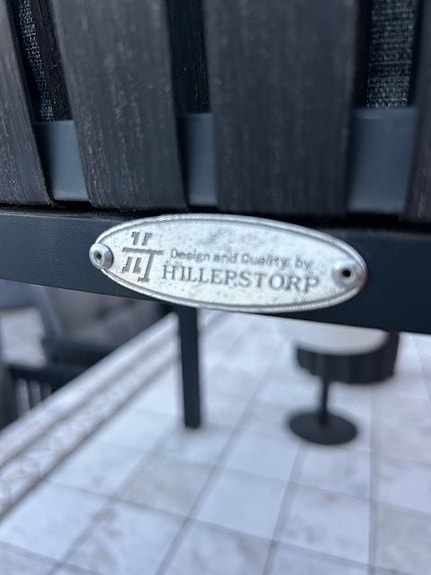 Design and Quality by
HILLERSTORP